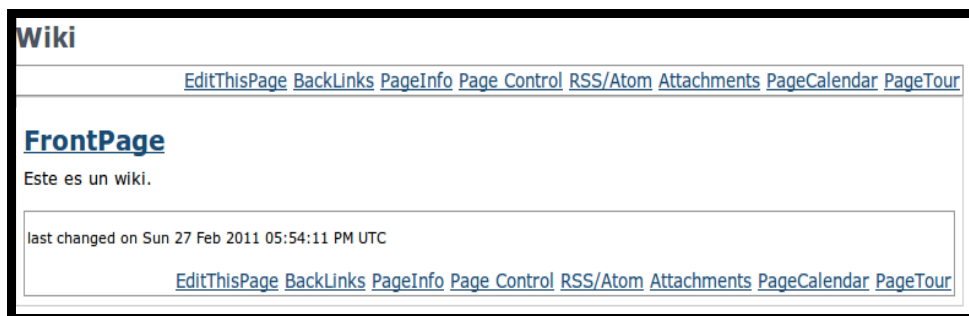 Wiki
EditThisPage BackLinks PageInfo Page Control RSS/Atom Attachments PageCalendar PageTour
FrontPage
Este es un wiki.
last changed on Sun 27 Feb 2011 05:54:11 PM UTC
EditThisPage BackLinks PageInfo Page Control RSS/Atom Attachments PageCalendar PageTour